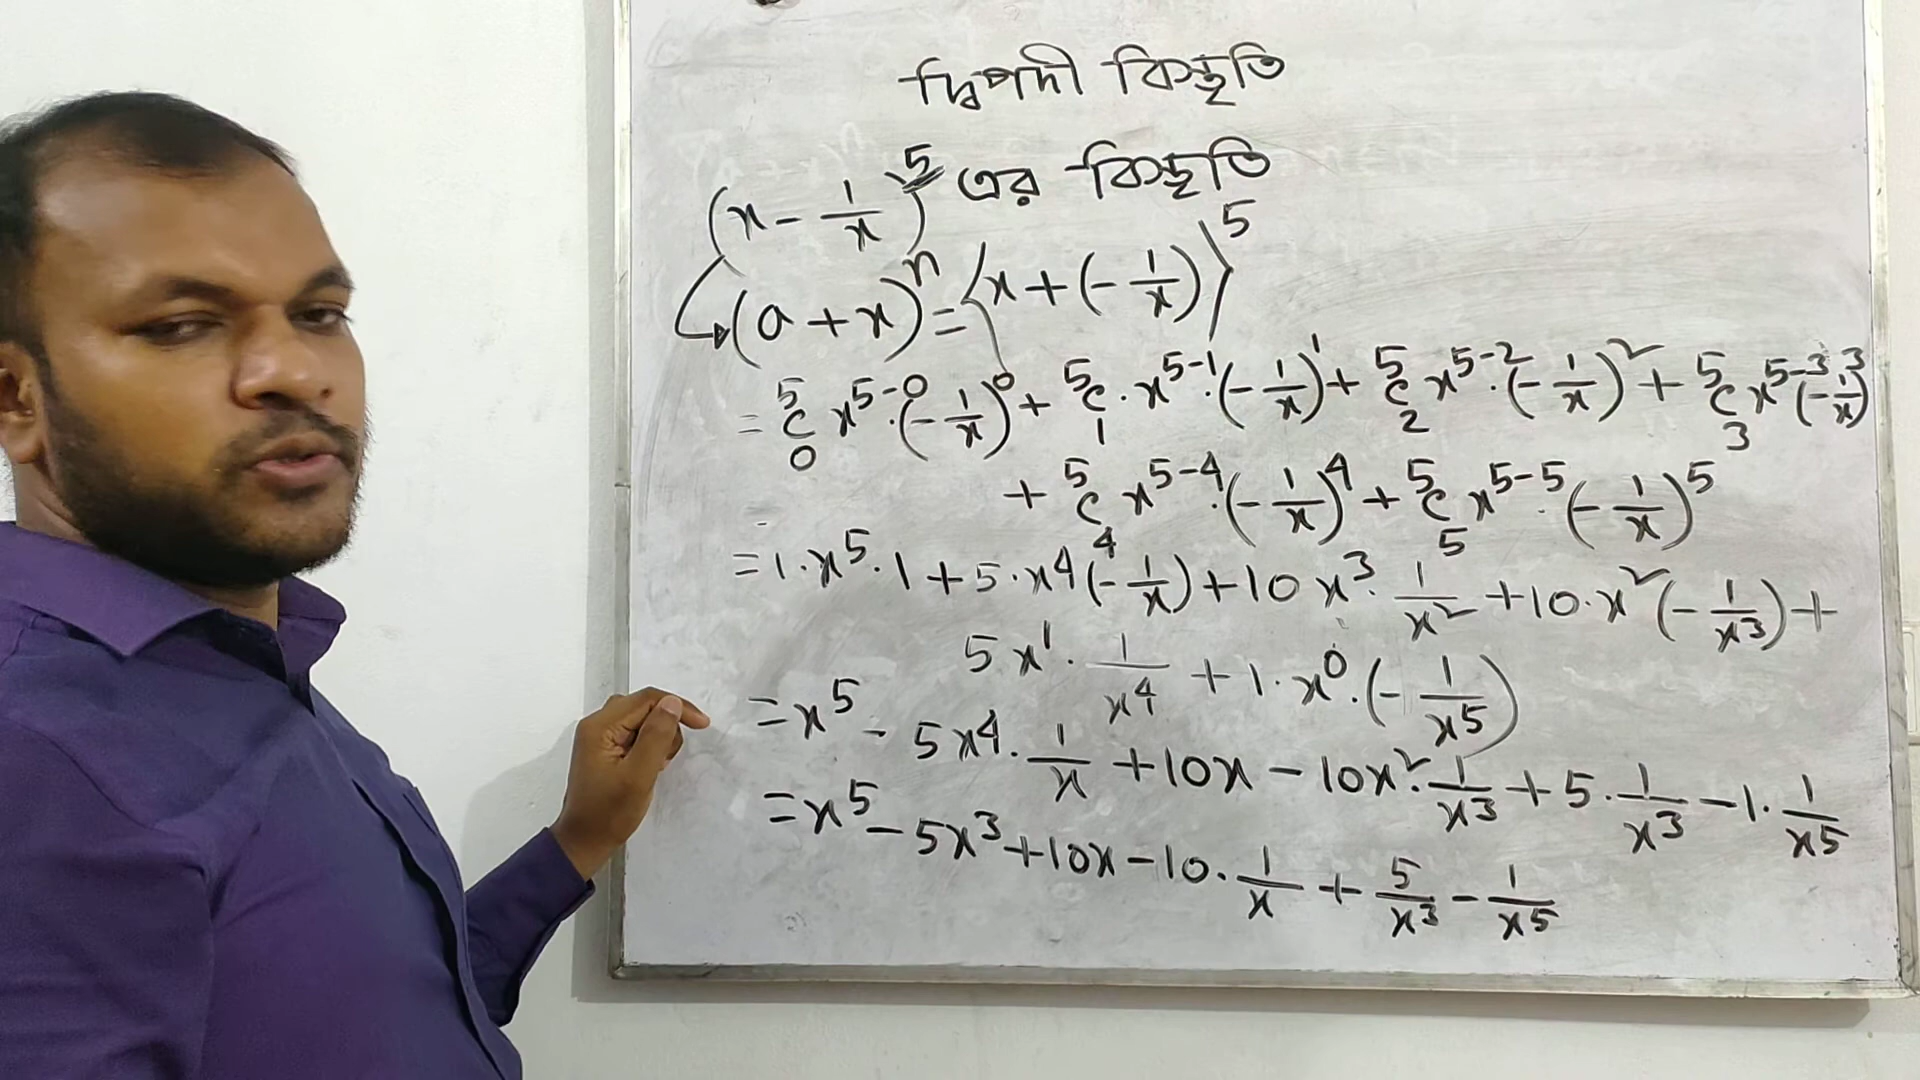 দ্বিপদী বিস্তৃতি
(x - 1/x)^5 এর বিস্তৃতি
(a + x)^n = {x + (- 1/x)}^5
= ⁵C₀ x^(5-0)·(- 1/x)^0 + ⁵C₁ · x^(5-1)·(- 1/x)^1 + ⁵C₂ x^(5-2)·(- 1/x)^2 + ⁵C₃ x^(5-3)(- 1/x)^3
+ ⁵C₄ x^(5-4)·(- 1/x)^4 + ⁵C₅ x^(5-5)·(- 1/x)^5
= 1·x^5·1 + 5·x^4(- 1/x) + 10x^3· 1/x^2 + 10·x^2(- 1/x^3) +
5x^1 · 1/x^4 + 1·x^0·(- 1/x^5)
= x^5 - 5x^4· 1/x + 10x - 10x^2· 1/x^3 + 5· 1/x^3 - 1· 1/x^5
= x^5 - 5x^3 + 10x - 10· 1/x + 5/x^3 - 1/x^5